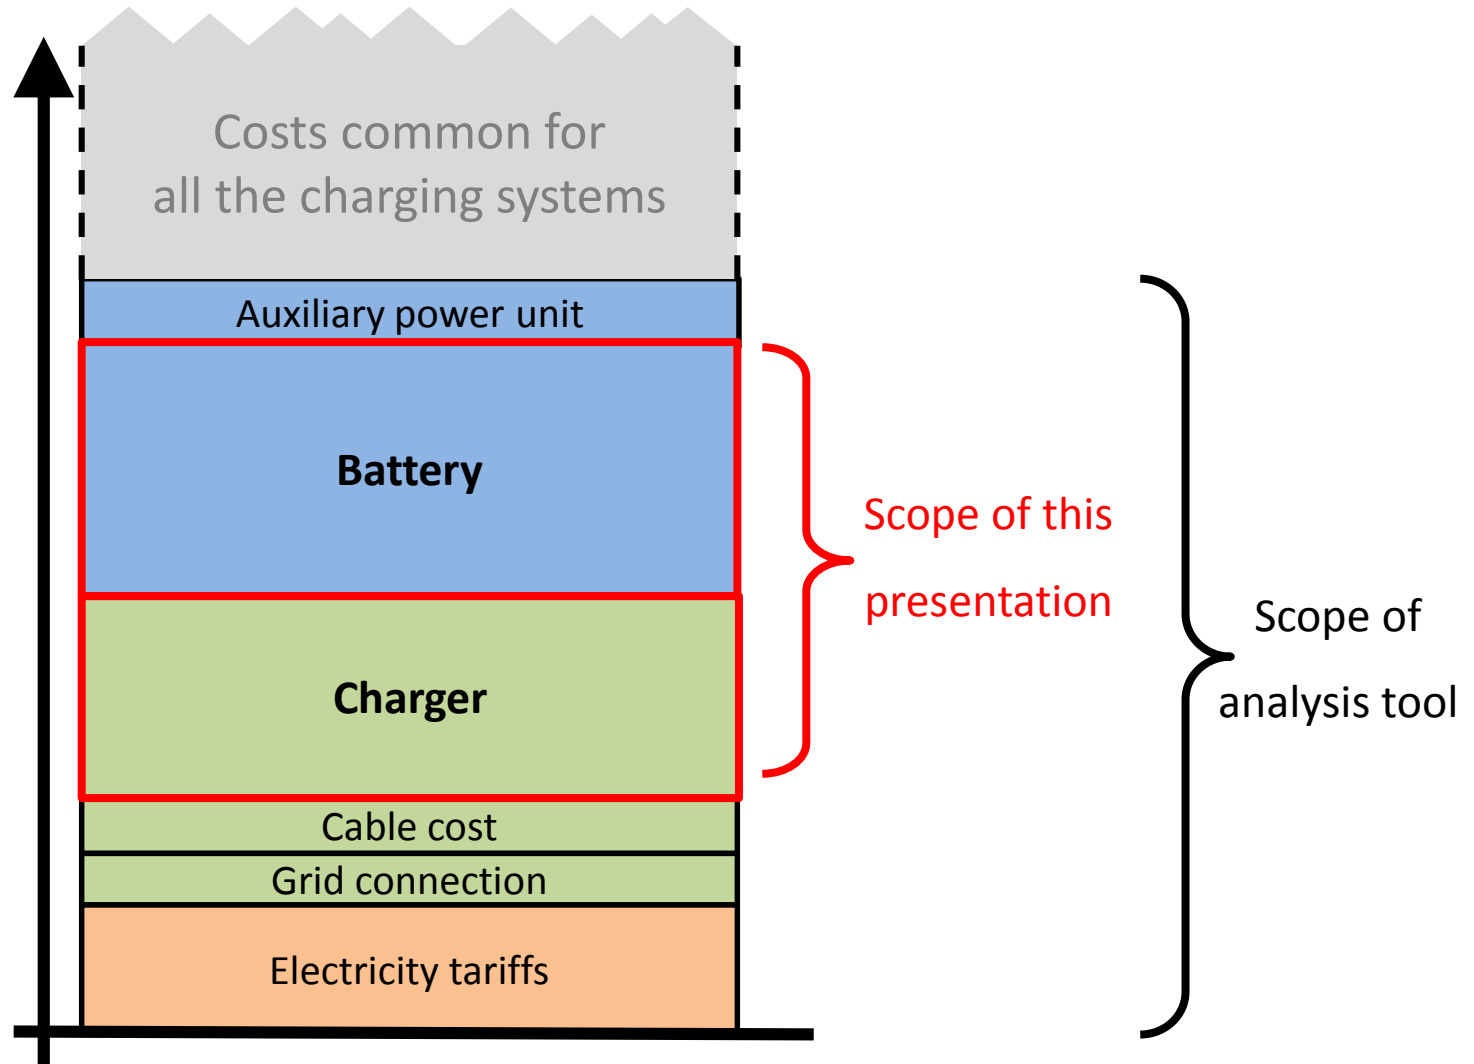 Costs common for
all the charging systems
Auxiliary power unit
Battery
Scope of this
presentation
Charger
Scope of
analysis tool
Cable cost
Grid connection
Electricity tariffs